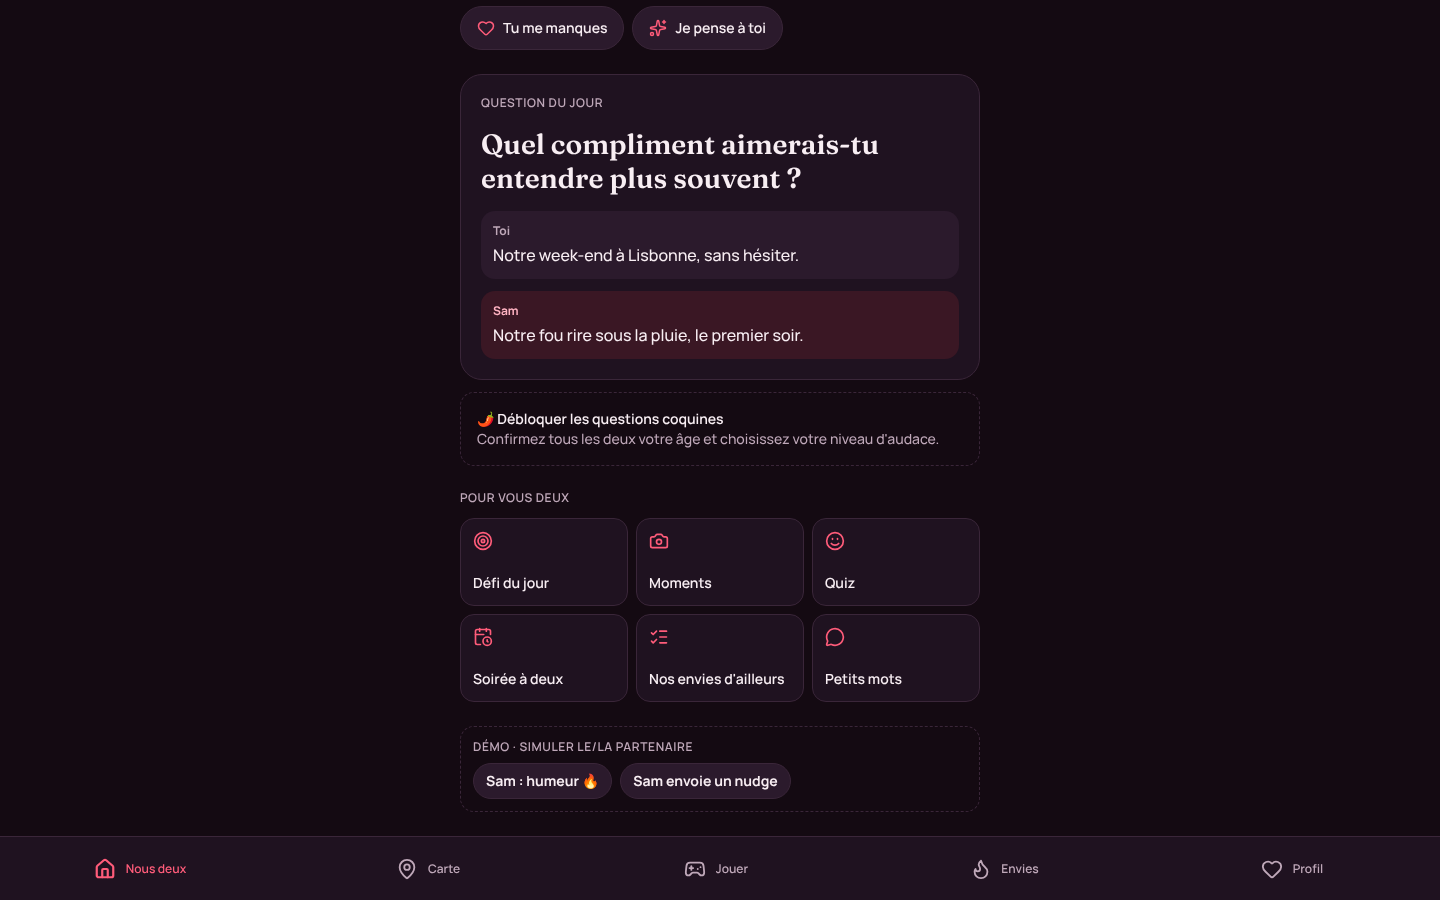 Tu me manques
Je pense à toi
QUESTION DU JOUR
Quel compliment aimerais-tu
entendre plus souvent ?
Toi
Notre week-end à Lisbonne, sans hésiter.
Sam
Notre fou rire sous la pluie, le premier soir.
🌶️ Débloquer les questions coquines
Confirmez tous les deux votre âge et choisissez votre niveau d'audace.
POUR VOUS DEUX
Défi du jour
Moments
Quiz
Soirée à deux
Nos envies d'ailleurs
Petits mots
DÉMO · SIMULER LE/LA PARTENAIRE
Sam : humeur 🔥
Sam envoie un nudge
Nous deux
Carte
Jouer
Envies
Profil